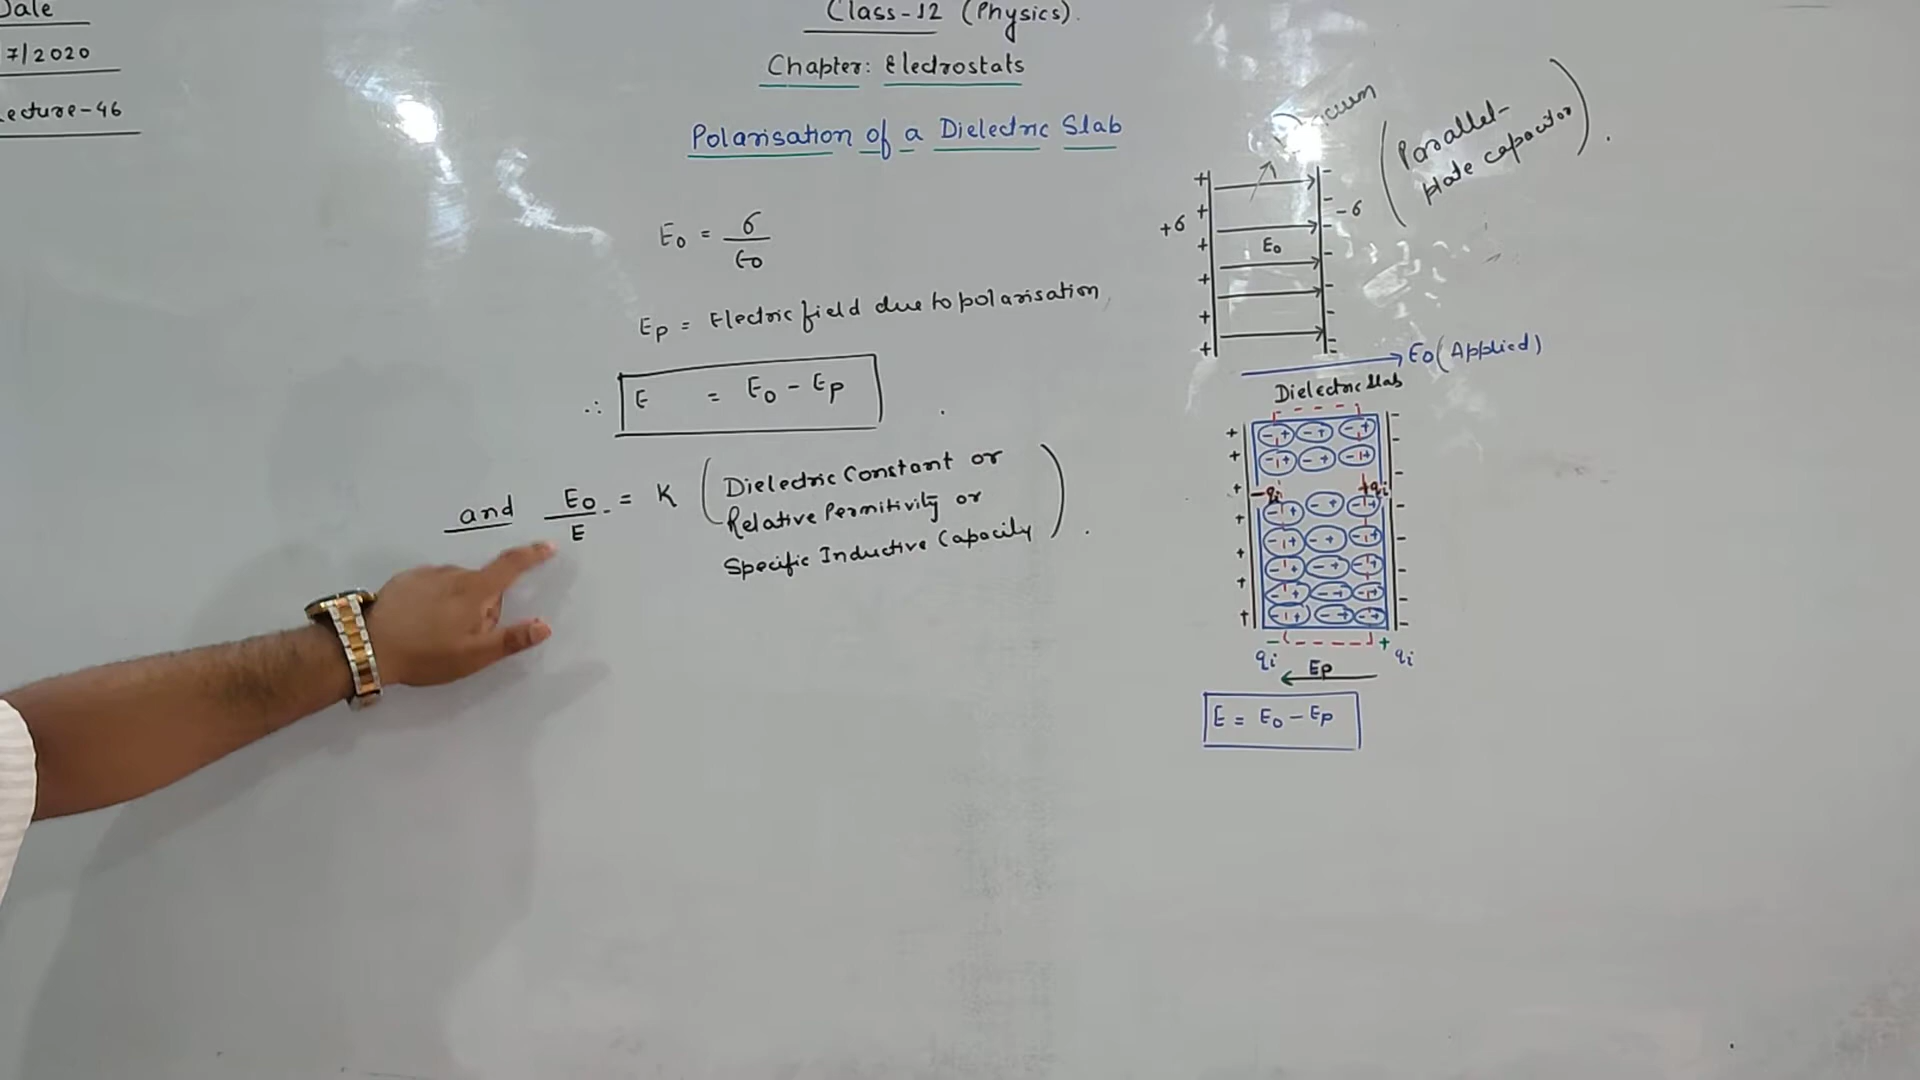 Date
7/2020
Lecture-46
Class-12 (Physics).
Chapter: Electrostats
Polarisation of a Dielectric Slab
E0 = σ/ε0
Ep = Electric field due to polarisation
∴ E = E0 - Ep
and E0/E = K (Dielectric Constant or
Relative Permitivity or
Specific Inductive Capacity).
(Parallel-
plate capacitor).
+σ
-σ
E0
E0 (Applied)
Dielectric slab
-qi +qi
- +
qi qi
Ep
E = E0 - Ep